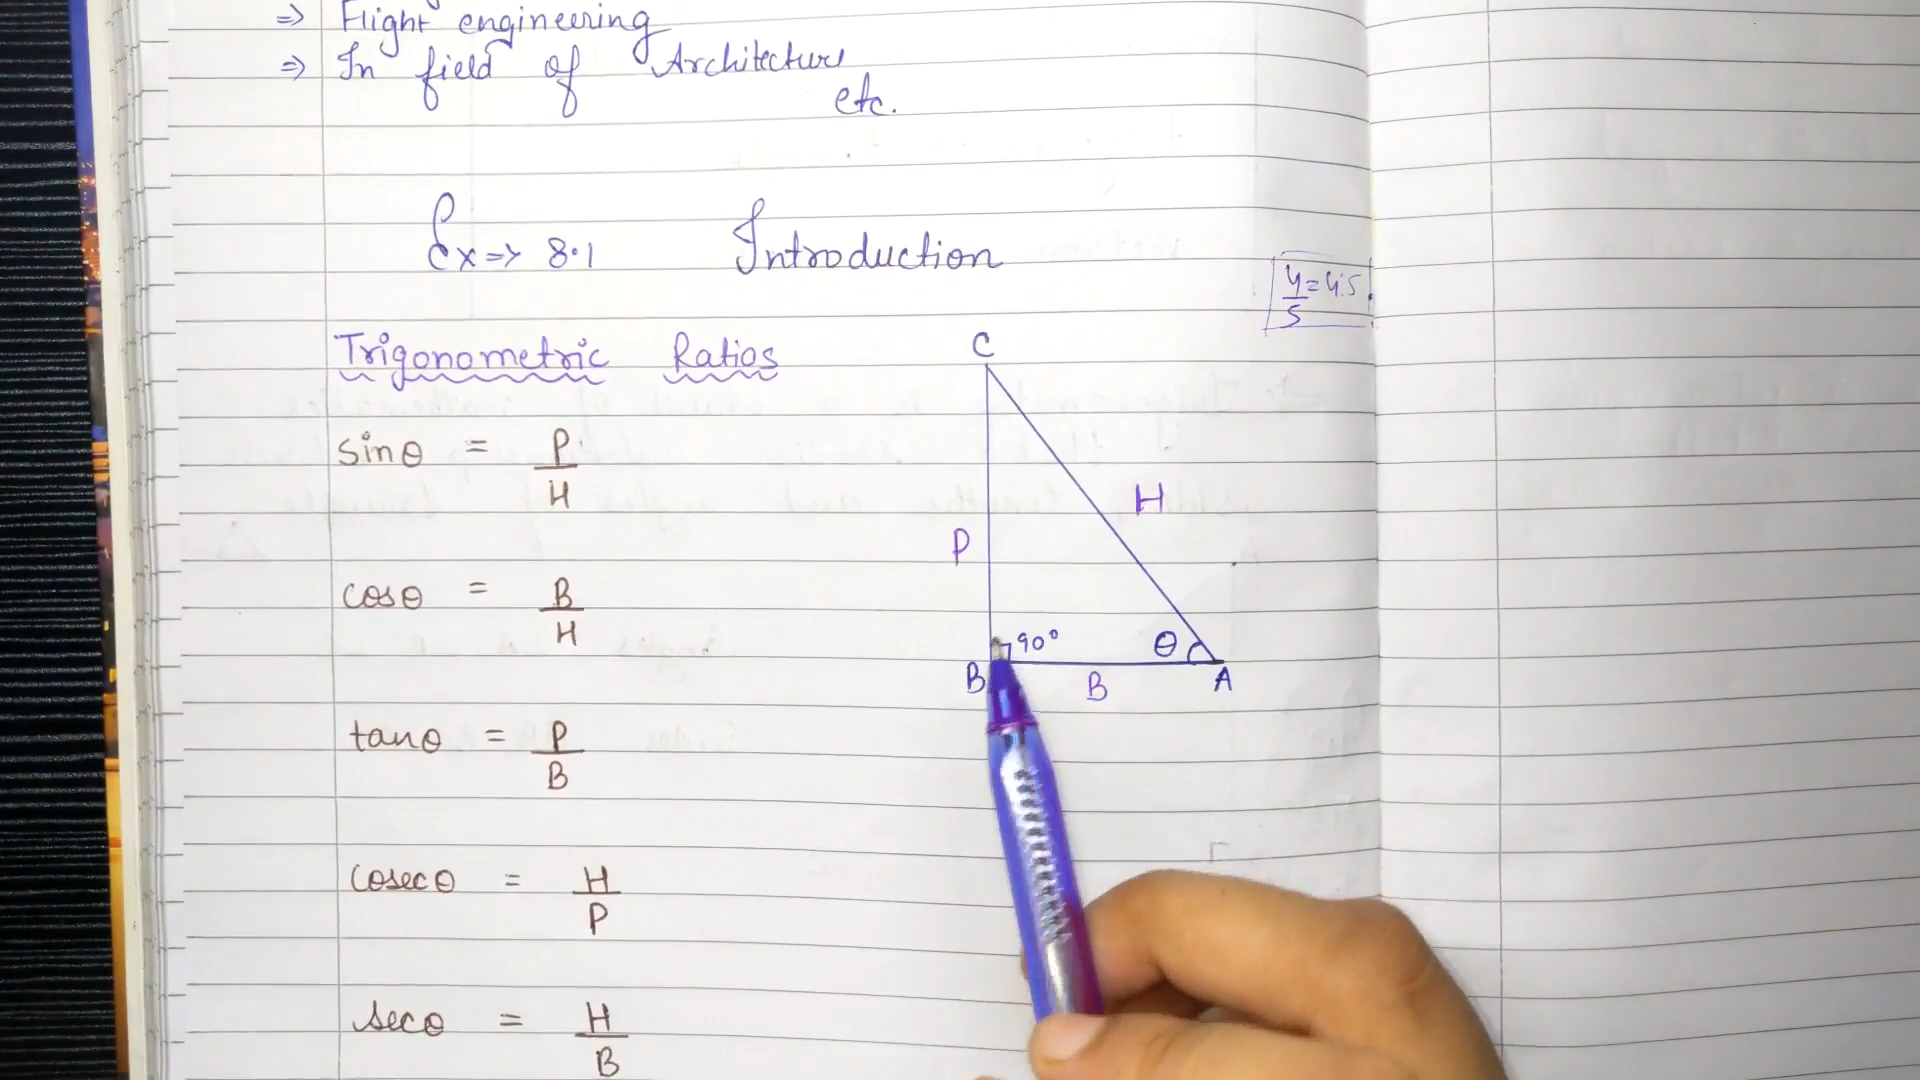 ⇒ Flight engineering
⇒ In field of Architecture
etc.
Ex => 8.1 Introduction
4/5 = 4.5
Trigonometric Ratios
sinθ = P/H
cosθ = B/H
tanθ = P/B
cosecθ = H/P
secθ = H/B
C
H
P
90° θ
B B A